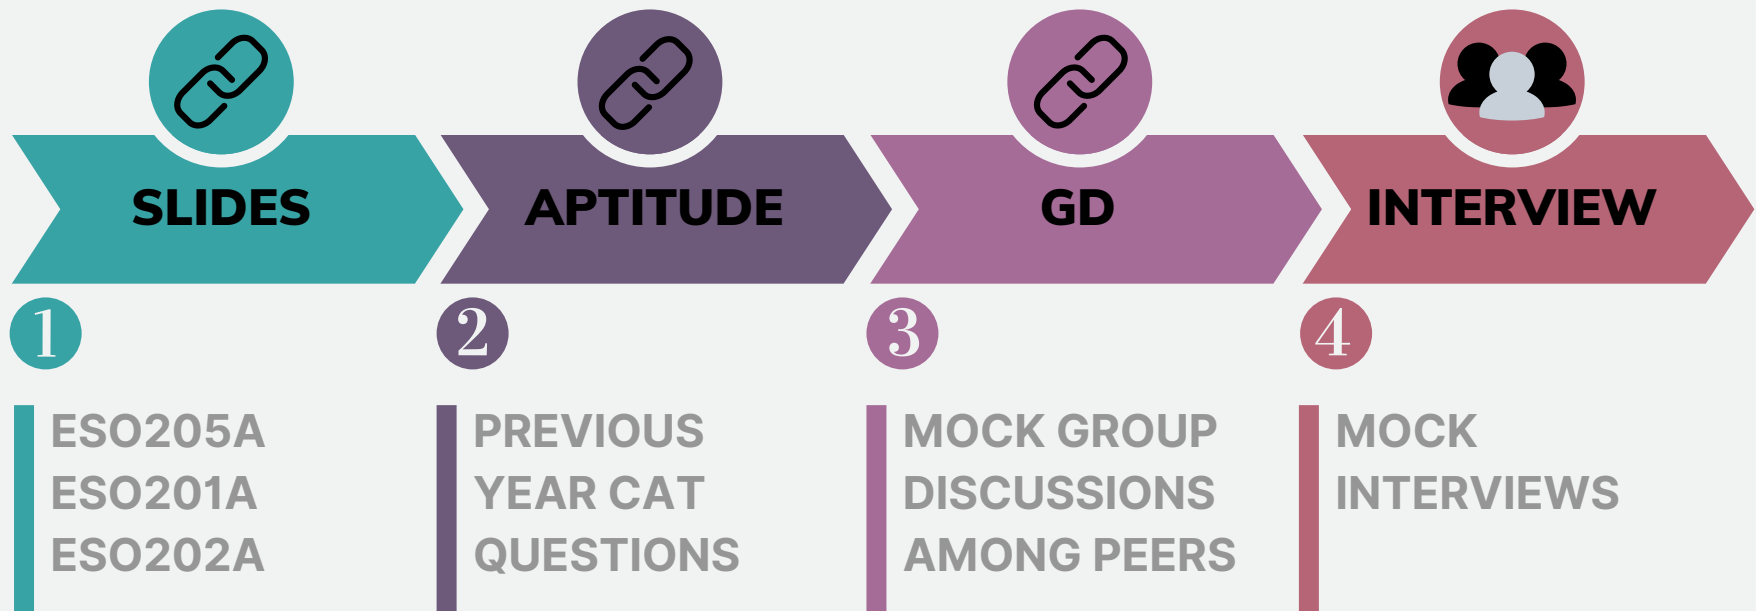 SLIDES
APTITUDE
GD
INTERVIEW
1
ESO205A
ESO201A
ESO202A
2
PREVIOUS
YEAR CAT
QUESTIONS
3
MOCK GROUP
DISCUSSIONS
AMONG PEERS
4
MOCK
INTERVIEWS